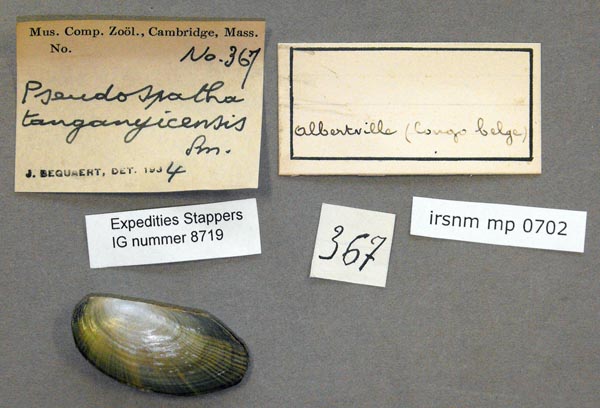 Mus. Comp. Zoöl., Cambridge, Mass.
No.
No. 367
Pseudospatha
tanganyicensis
Sm.
J. BEQUAERT, DET. 1934
albertville (Congo belge)
Expedities Stappers
IG nummer 8719
367
irsnm mp 0702